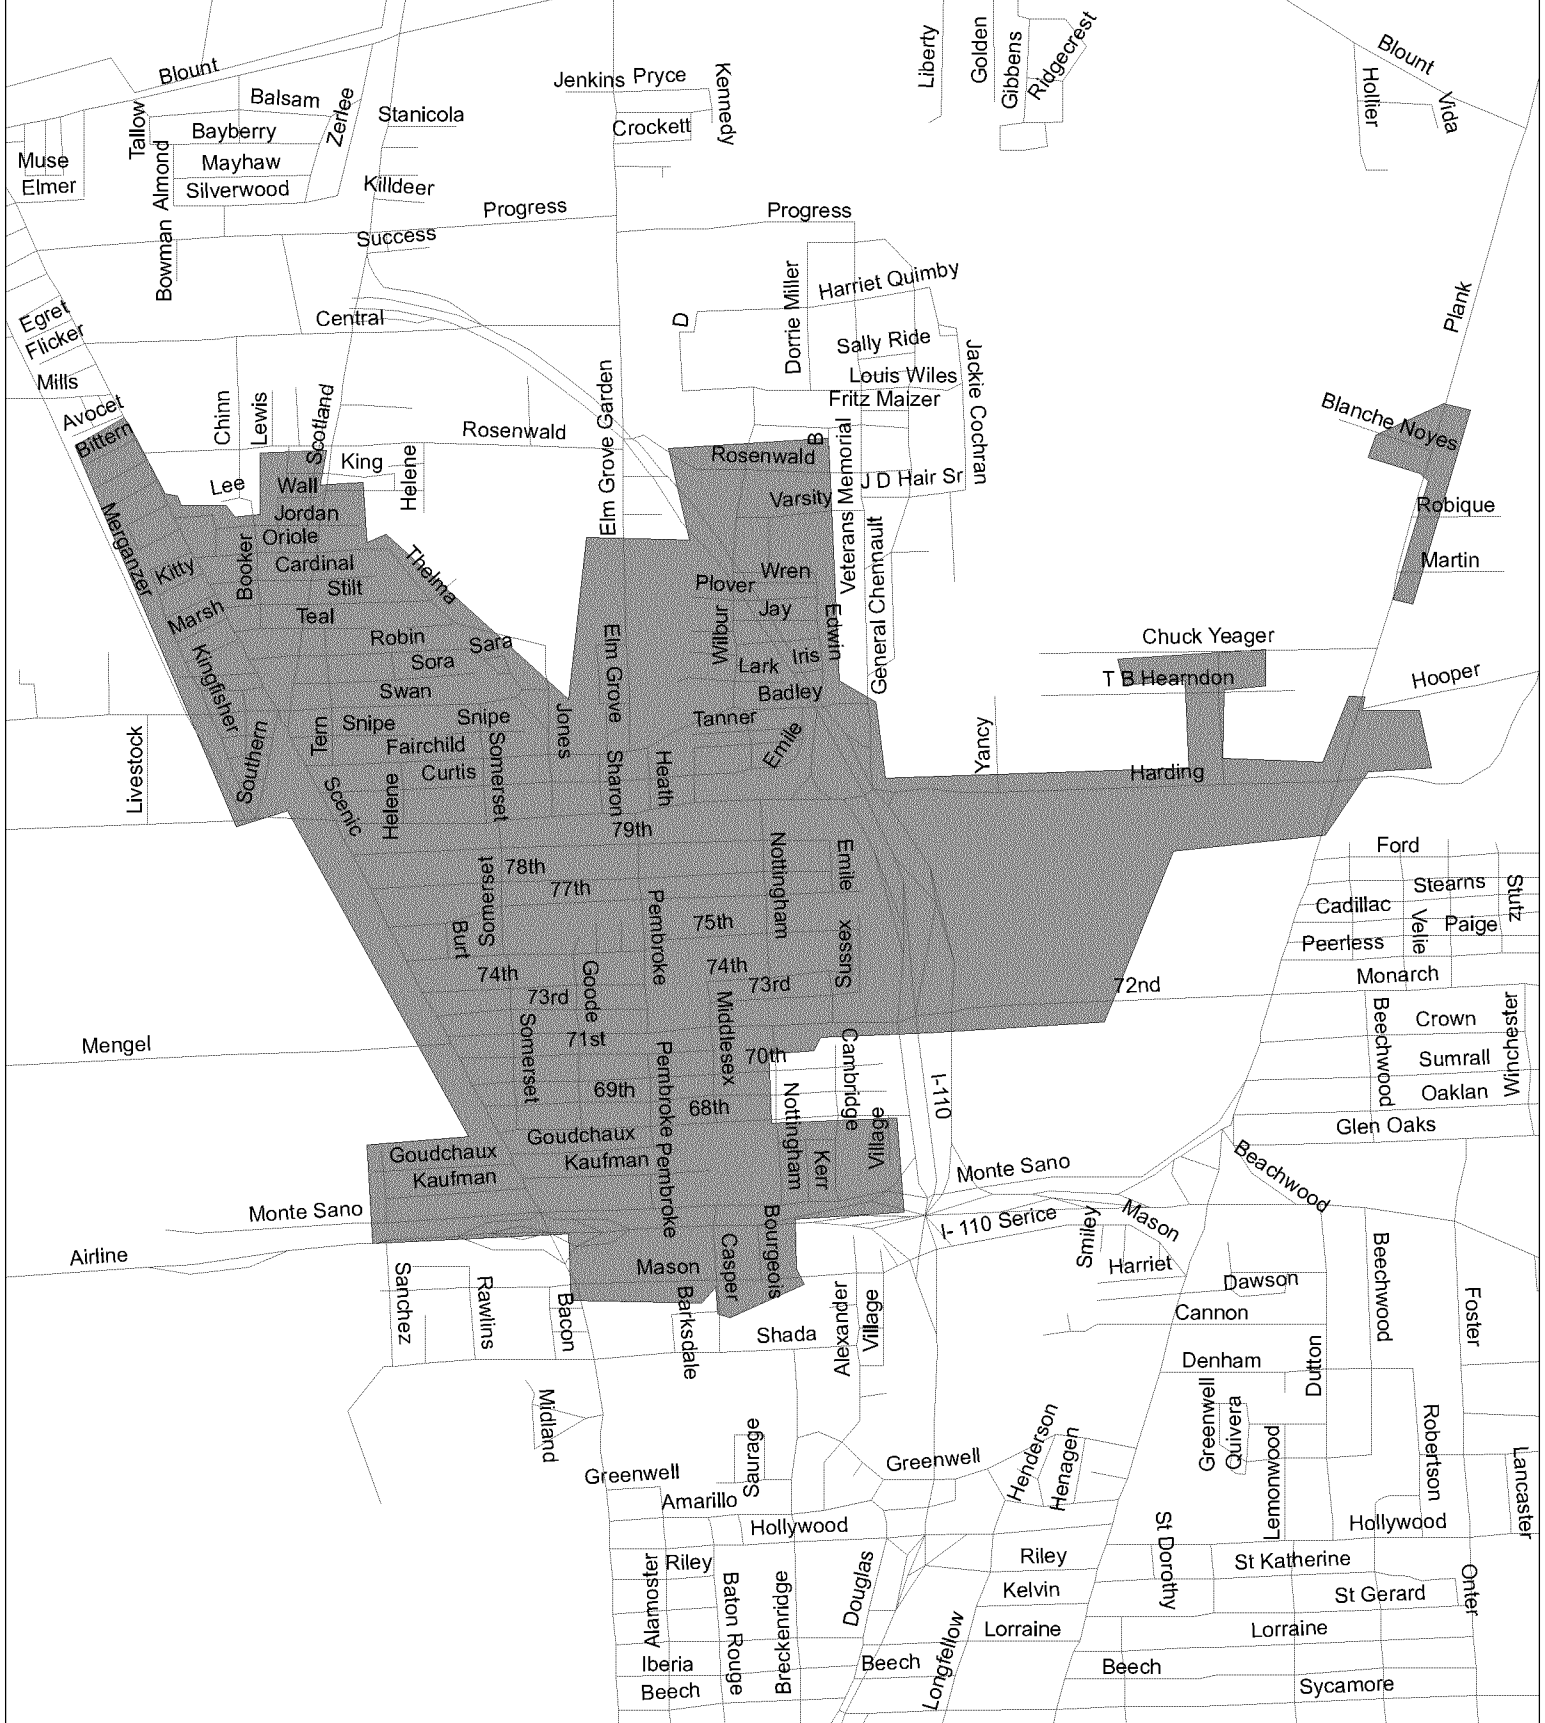 Liberty
Golden
Gibbens
Ridgecrest
Blount
Blount
Hollier
Vida
Jenkins
Pryce
Kennedy
Balsam
Zerlee
Stanicola
Tallow
Bayberry
Crockett
Muse
Mayhaw
Elmer
Almond
Silverwood
Killdeer
Bowman
Progress
Progress
Success
Dorrie Miller
Harriet Quimby
Plank
Egret
Central
D
Flicker
Sally Ride
Mills
Louis Wiles
Jackie Cochran
Avocet
Chinn
Lewis
Scotland
Elm Grove Garden
Fritz Maizer
Blanche Noyes
Bittern
Rosenwald
B
Rosenwald
King
Helene
Veterans Memorial
J D Hair Sr
Lee
Wall
Varsity
Robique
Merganzer
Jordan
Oriole
Booker
Cardinal
Thelma
General Chennault
Martin
Kitty
Stilt
Wren
Plover
Marsh
Teal
Jay
Wilbur
Edwin
Robin
Sara
Elm Grove
Chuck Yeager
Kingfisher
Sora
Lark
Iris
T B Hearndon
Hooper
Swan
Badley
Tern
Snipe
Snipe
Jones
Tanner
Emile
Yancy
Livestock
Southern
Fairchild
Somerset
Sharon
Heath
Curtis
Harding
Scenic
Helene
79th
Nottingham
Emile
Ford
78th
Somerset
77th
Stearns
Stutz
Cadillac
Pembroke
75th
Velie
Paige
Burt
Sussex
Peerless
74th
74th
Goode
73rd
72nd
Monarch
73rd
Middlesex
Beechwood
Winchester
Crown
Mengel
Somerset
71st
Pembroke
70th
Cambridge
Sumrall
69th
I-110
Nottingham
Oaklan
68th
Village
Glen Oaks
Goudchaux
Goudchaux
Kaufman
Kaufman
Pembroke
Kerr
Monte Sano
Beachwood
Monte Sano
Bourgeois
I- 110 Serice
Smiley
Mason
Airline
Casper
Beechwood
Mason
Harriet
Sanchez
Rawlins
Bacon
Barksdale
Alexander
Village
Dawson
Foster
Cannon
Shada
Dutton
Denham
Midland
Greenwell
Quivera
Robertson
Saurage
Henderson
Henagen
Lemonwood
Lancaster
Greenwell
Greenwell
Amarillo
Hollywood
Hollywood
St Dorothy
Alamoster
Riley
Douglas
Riley
St Katherine
Onter
Baton Rouge
Breckenridge
Kelvin
St Gerard
Longfellow
Lorraine
Lorraine
Iberia
Beech
Beech
Beech
Sycamore